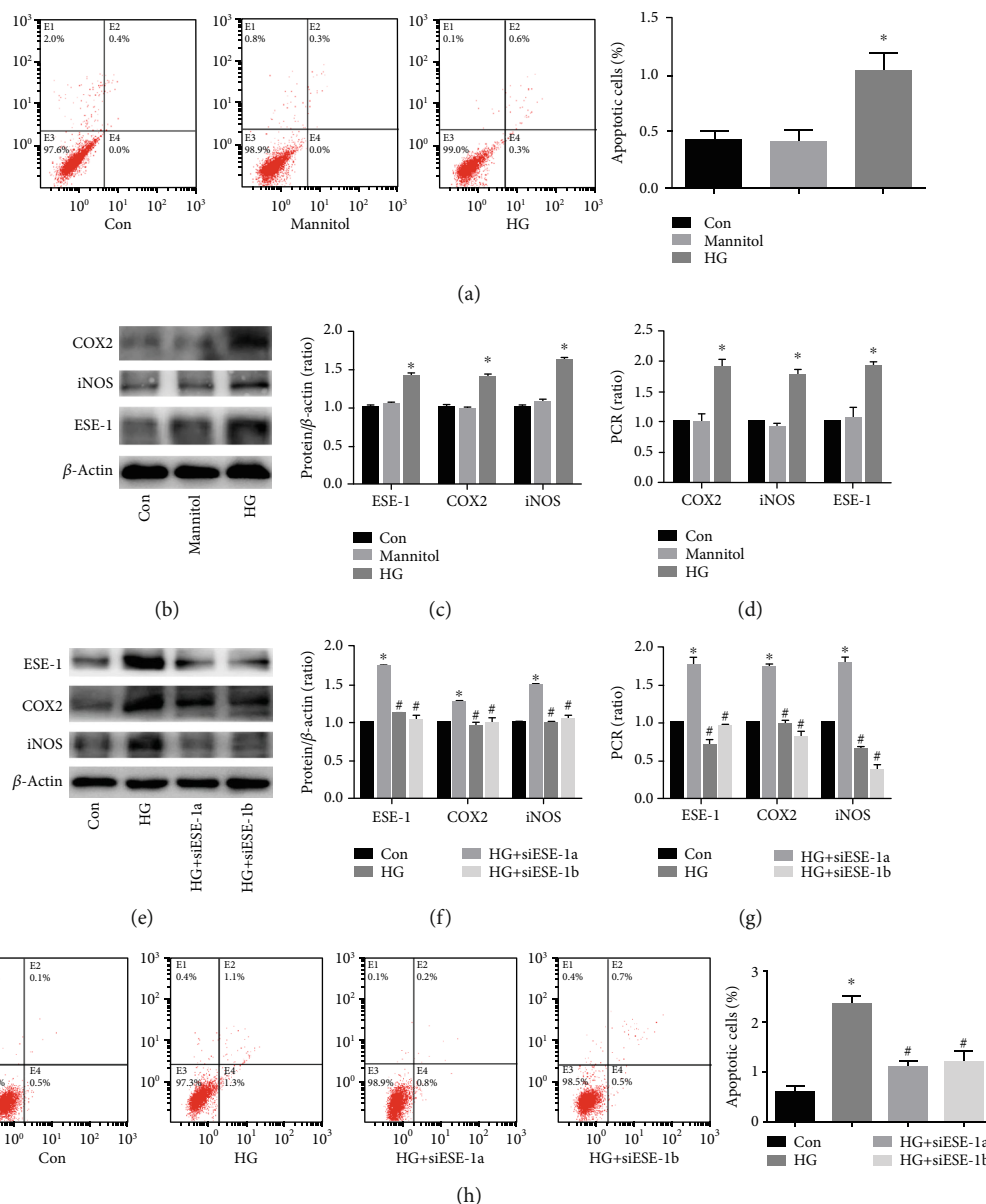 E1 2.0%
E2 0.4%
E3 97.6%
E4 0.0%
10³
10²
10¹
10⁰
10⁰ 10¹ 10² 10³
Con
E1 0.8%
E2 0.3%
E3 98.9%
E4 0.0%
10³
10²
10¹
10⁰
10⁰ 10¹ 10² 10³
Mannitol
E1 0.1%
E2 0.6%
E3 99.0%
E4 0.3%
10³
10²
10¹
10⁰
10⁰ 10¹ 10² 10³
HG
Apoptotic cells (%)
1.5
1.0
0.5
0.0
*
Con
Mannitol
HG
(a)
COX2
iNOS
ESE-1
β-Actin
Con
Mannitol
HG
(b)
Protein/β-actin (ratio)
2.0
1.5
1.0
0.5
0.0
* * *
ESE-1 COX2 iNOS
Con
Mannitol
HG
(c)
PCR (ratio)
2.5
2.0
1.5
1.0
0.5
0.0
* * *
COX2 iNOS ESE-1
Con
Mannitol
HG
(d)
ESE-1
COX2
iNOS
β-Actin
Con
HG
HG+siESE-1a
HG+siESE-1b
(e)
Protein/β-actin (ratio)
2.0
1.5
1.0
0.5
0.0
* # # * # # * # #
ESE-1 COX2 iNOS
Con HG+siESE-1a
HG HG+siESE-1b
(f)
PCR (ratio)
2.0
1.5
1.0
0.5
0.0
* # # * # # * # #
ESE-1 COX2 iNOS
Con HG+siESE-1a
HG HG+siESE-1b
(g)
E2 0.1%
%
E4 0.5%
10⁰ 10¹ 10² 10³
Con
10³
10²
10¹
10⁰
E1 0.4%
E2 1.1%
E3 97.3%
E4 1.3%
10⁰ 10¹ 10² 10³
HG
10³
10²
10¹
10⁰
E1 0.1%
E2 0.2%
E3 98.9%
E4 0.8%
10⁰ 10¹ 10² 10³
HG+siESE-1a
10³
10²
10¹
10⁰
E1 0.4%
E2 0.7%
E3 98.5%
E4 0.5%
10⁰ 10¹ 10² 10³
HG+siESE-1b
Apoptotic cells (%)
3
2
1
0
* # #
Con HG+siESE-1a
HG HG+siESE-1b
(h)